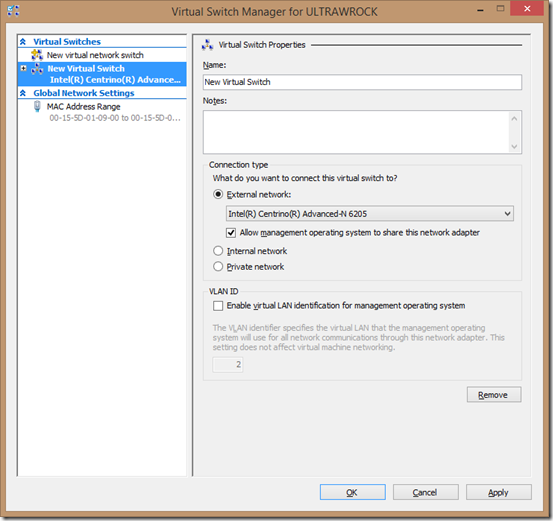 Virtual Switch Manager for ULTRAWROCK
Virtual Switches
New virtual network switch
New Virtual Switch
Intel(R) Centrino(R) Advance...
Global Network Settings
MAC Address Range
00-15-5D-01-09-00 to 00-15-5D-0...
Virtual Switch Properties
Name:
New Virtual Switch
Notes:
Connection type
What do you want to connect this virtual switch to?
External network:
Intel(R) Centrino(R) Advanced-N 6205
Allow management operating system to share this network adapter
Internal network
Private network
VLAN ID
Enable virtual LAN identification for management operating system
The VLAN identifier specifies the virtual LAN that the management operating
system will use for all network communications through this network adapter. This
setting does not affect virtual machine networking.
2
Remove
OK
Cancel
Apply